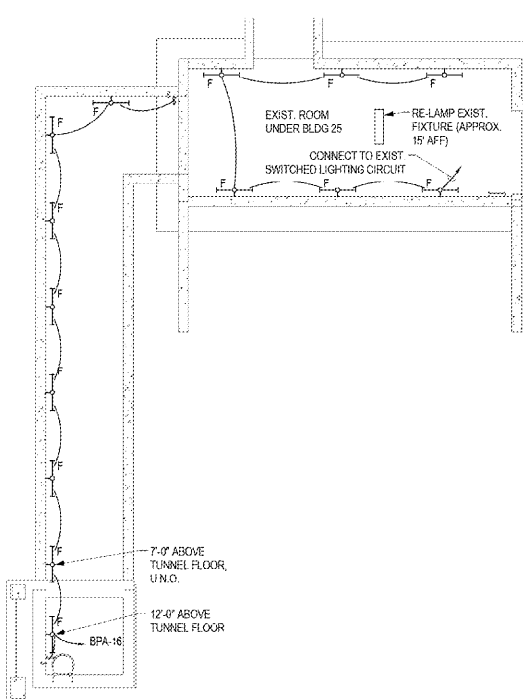 F
F
F
F
F
EXIST. ROOM
UNDER BLDG 25
RE-LAMP EXIST.
FIXTURE (APPROX.
15' AFF)
CONNECT TO EXIST
SWITCHED LIGHTING CIRCUIT
F
F
F
F
F
F
F
F
F
7'-0" ABOVE
TUNNEL FLOOR,
U.N.O.
F
12'-0" ABOVE
TUNNEL FLOOR
BPA-16